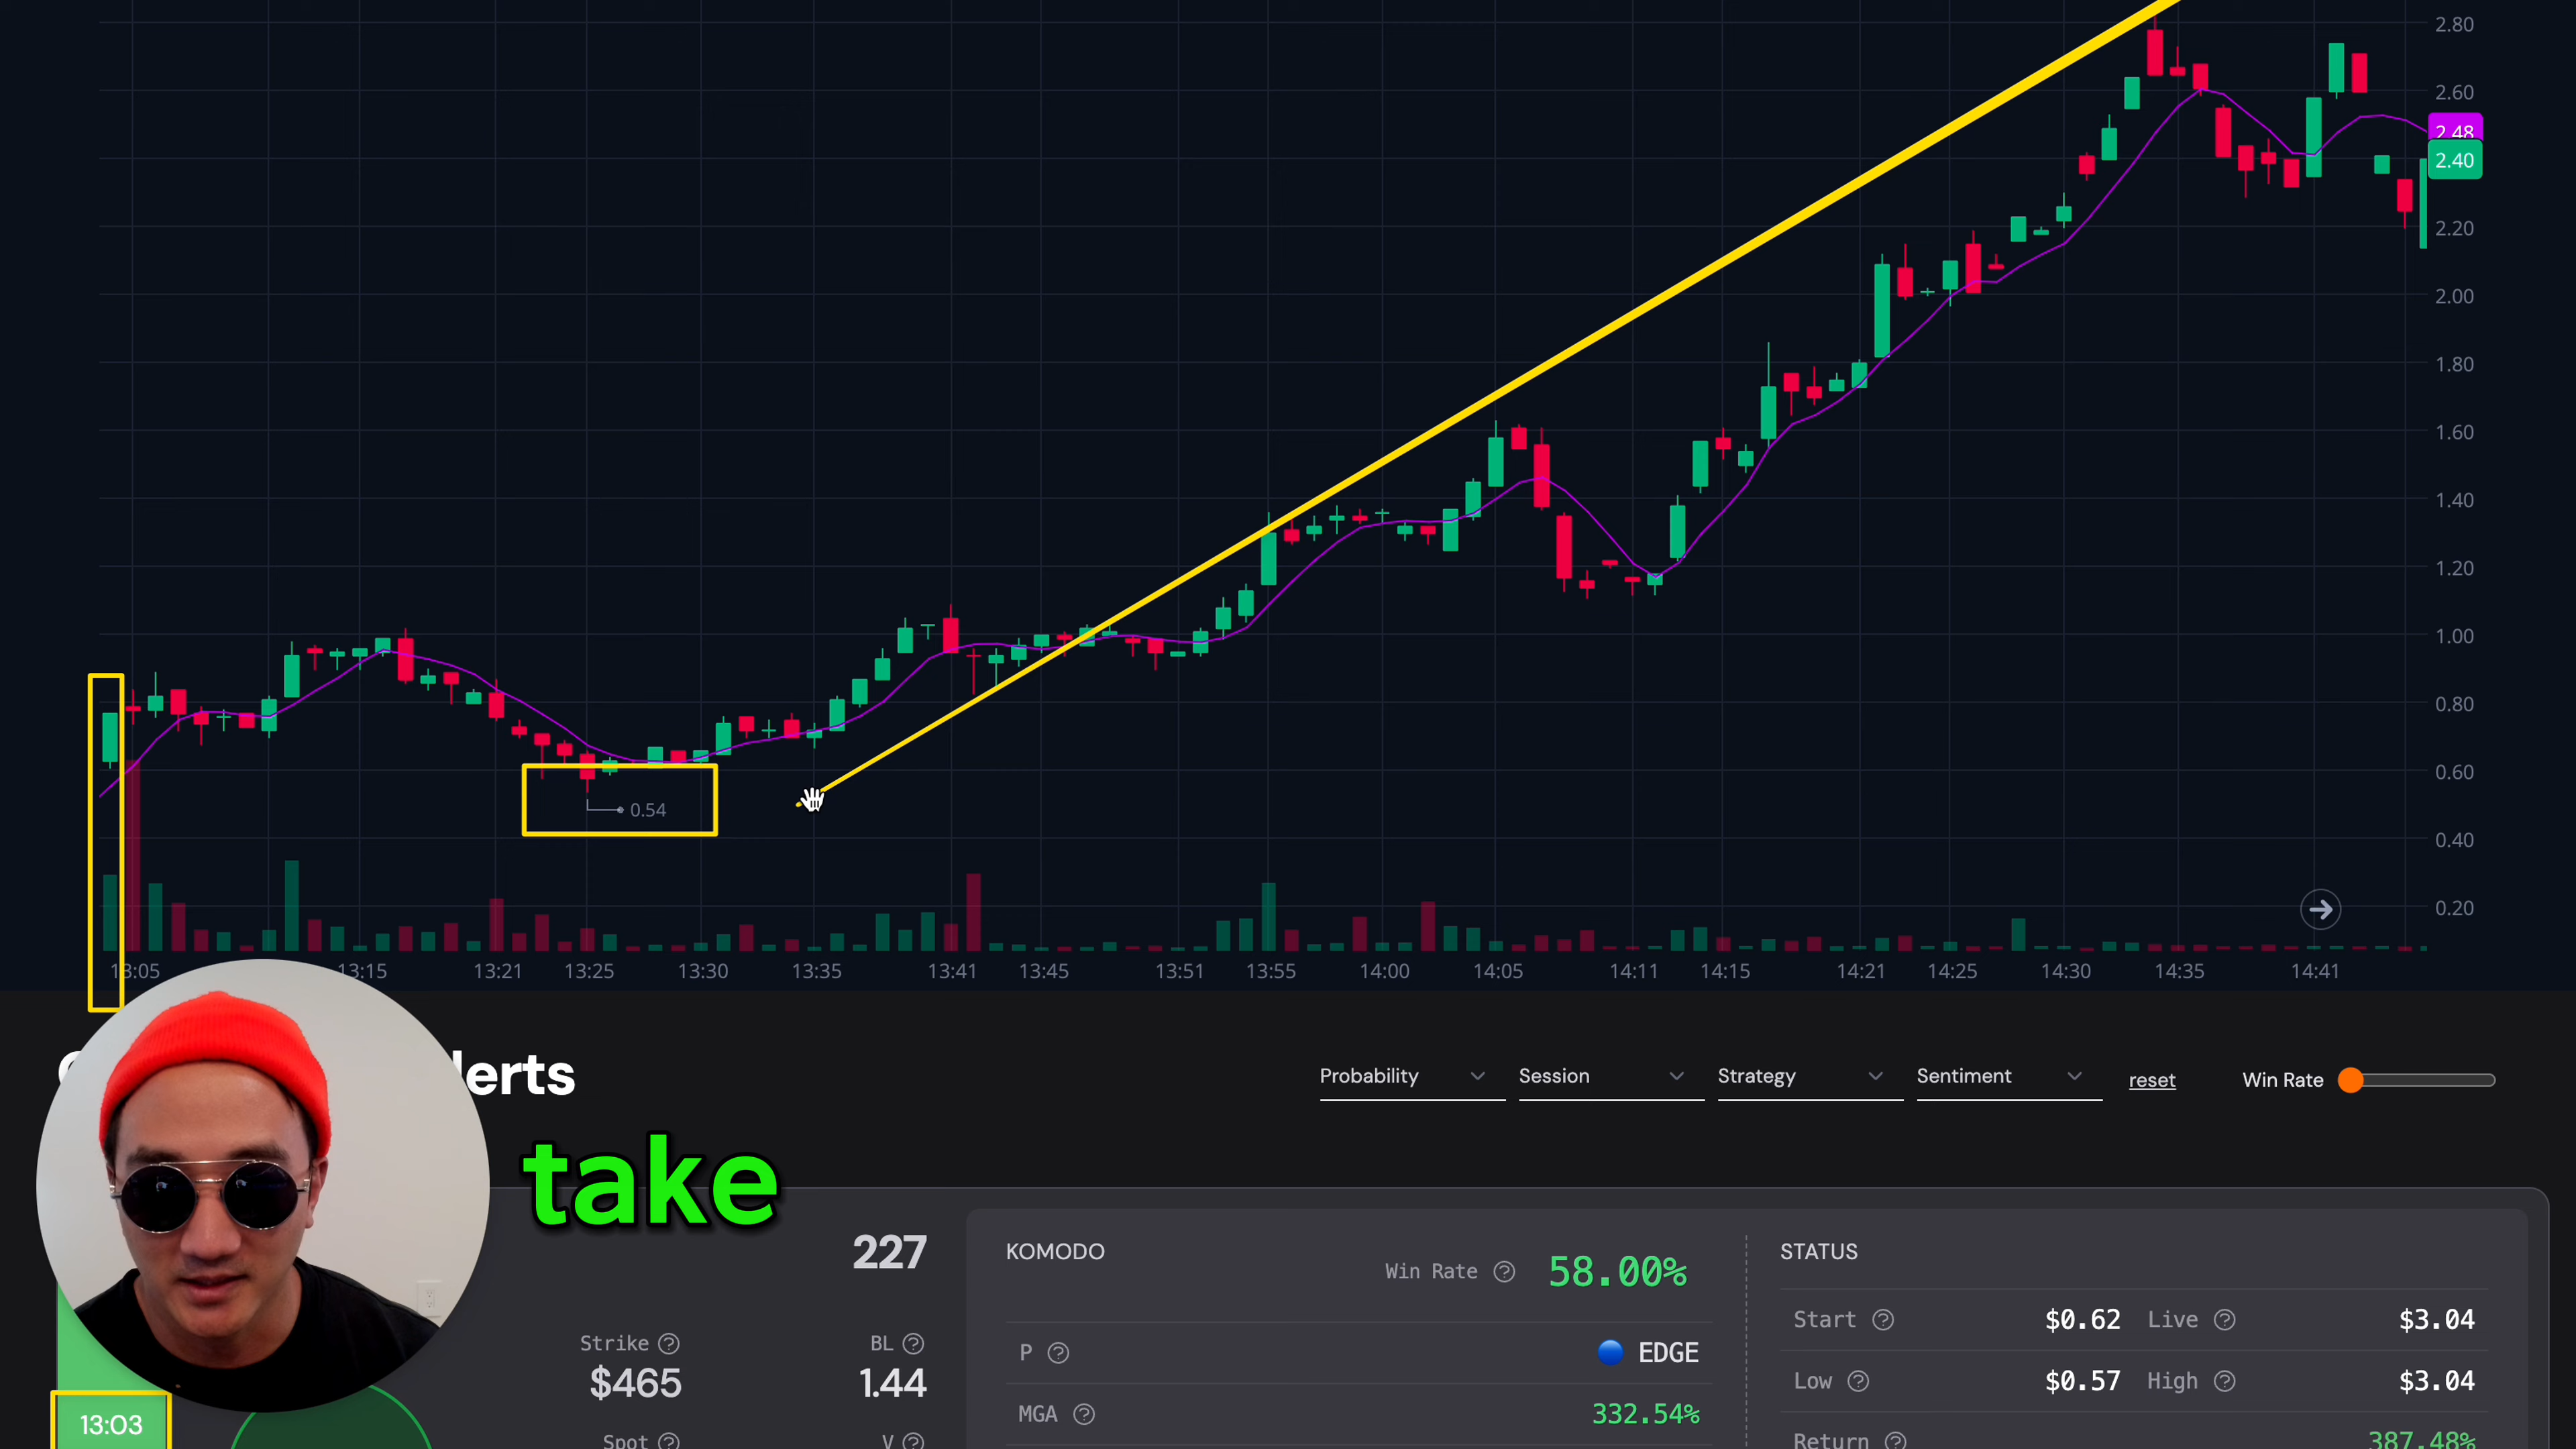 2.80
2.60
2.48
2.40
2.20
2.00
1.80
1.60
1.40
1.20
1.00
0.80
0.60
0.54
0.40
0.20
13:05 13:15 13:21 13:25 13:30 13:35 13:41 13:45 13:51 13:55 14:00 14:05 14:11 14:15 14:21 14:25 14:30 14:35 14:41
lerts
Probability Session Strategy Sentiment reset Win Rate
take
227
Strike BL
$465 1.44
13:03
Spot V
KOMODO Win Rate 58.00%
P EDGE
MGA 332.54%
STATUS
Start $0.62 Live $3.04
Low $0.57 High $3.04
Return 387.48%